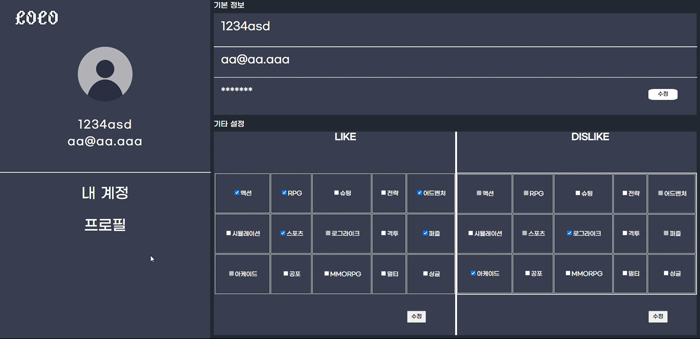 LOLO
1234asd
aa@aa.aaa
내 계정
프로필
기본 정보
1234asd
aa@aa.aaa
*******
수정
기타 설정
LIKE
DISLIKE
액션 RPG 슈팅 전략 어드벤처
시뮬레이션 스포츠 로그라이크 격투 퍼즐
아케이드 공포 MMORPG 멀티 싱글
수정
액션 RPG 슈팅 전략 어드벤처
시뮬레이션 스포츠 로그라이크 격투 퍼즐
아케이드 공포 MMORPG 멀티 싱글
수정